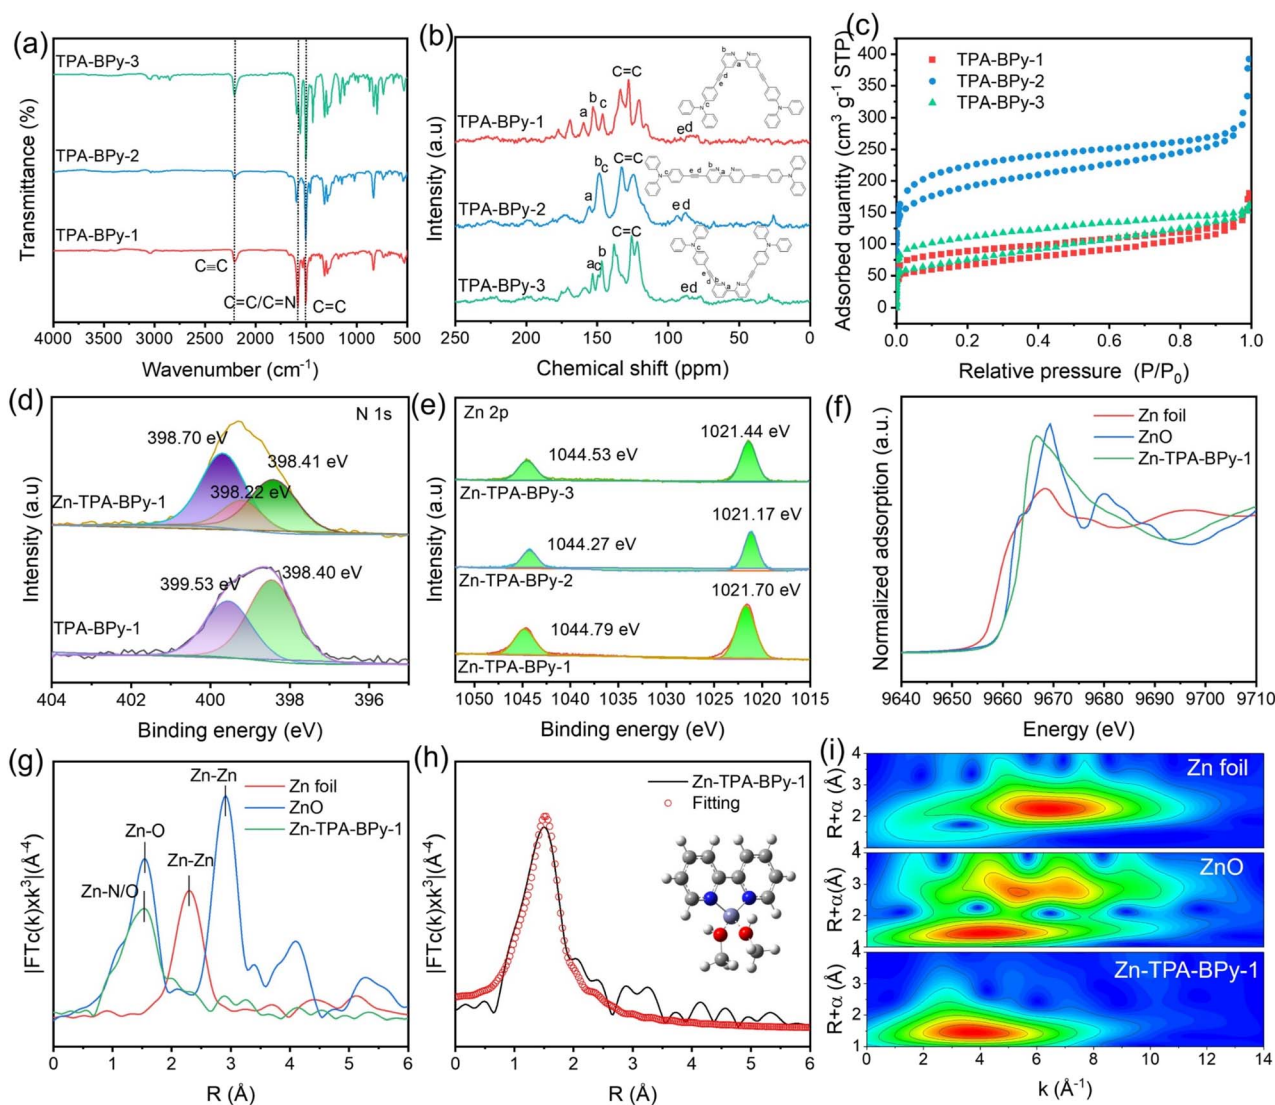 (a)
TPA-BPy-3
TPA-BPy-2
TPA-BPy-1
C≡C
C=C/C=N
C=C
Transmittance (%)
4000 3500 3000 2500 2000 1500 1000 500
Wavenumber (cm⁻¹)
(b)
C=C
b
a
c
TPA-BPy-1
ed
b
N
N
a
d
e
c
N
N
C=C
b
c
a
TPA-BPy-2
ed
N
c
e
d
b
N
a
N
N
C=C
b
a
c
TPA-BPy-3
ed
N
c
N
e
d
b
N
a
N
Intensity (a.u)
250 200 150 100 50 0
Chemical shift (ppm)
(c)
TPA-BPy-1
TPA-BPy-2
TPA-BPy-3
Adsorbed quantity (cm³ g⁻¹ STP)
400
350
300
250
200
150
100
50
0
0.0 0.2 0.4 0.6 0.8 1.0
Relative pressure (P/P₀)
(d)
N 1s
398.70 eV
398.41 eV
398.22 eV
Zn-TPA-BPy-1
399.53 eV
398.40 eV
TPA-BPy-1
Intensity (a.u)
404 402 400 398 396
Binding energy (eV)
(e)
Zn 2p
1021.44 eV
1044.53 eV
Zn-TPA-BPy-3
1021.17 eV
1044.27 eV
Zn-TPA-BPy-2
1021.70 eV
1044.79 eV
Zn-TPA-BPy-1
Intensity (a.u)
1050 1045 1040 1035 1030 1025 1020 1015
Binding energy (eV)
(f)
Zn foil
ZnO
Zn-TPA-BPy-1
Normalized adsorption (a.u.)
9640 9650 9660 9670 9680 9690 9700 9710
Energy (eV)
(g)
Zn-Zn
Zn foil
ZnO
Zn-TPA-BPy-1
Zn-O
Zn-Zn
Zn-N/O
|FTc(k)xk³|(Å⁻⁴)
0 1 2 3 4 5 6
R (Å)
(h)
Zn-TPA-BPy-1
Fitting
|FTc(k)xk³|(Å⁻⁴)
0 1 2 3 4 5 6
R (Å)
(i)
Zn foil
R+α (Å)
4
3
2
1
ZnO
R+α(Å)
4
3
2
1
Zn-TPA-BPy-1
R+α (Å)
4
3
2
1
0 2 4 6 8 10 12 14
k (Å⁻¹)